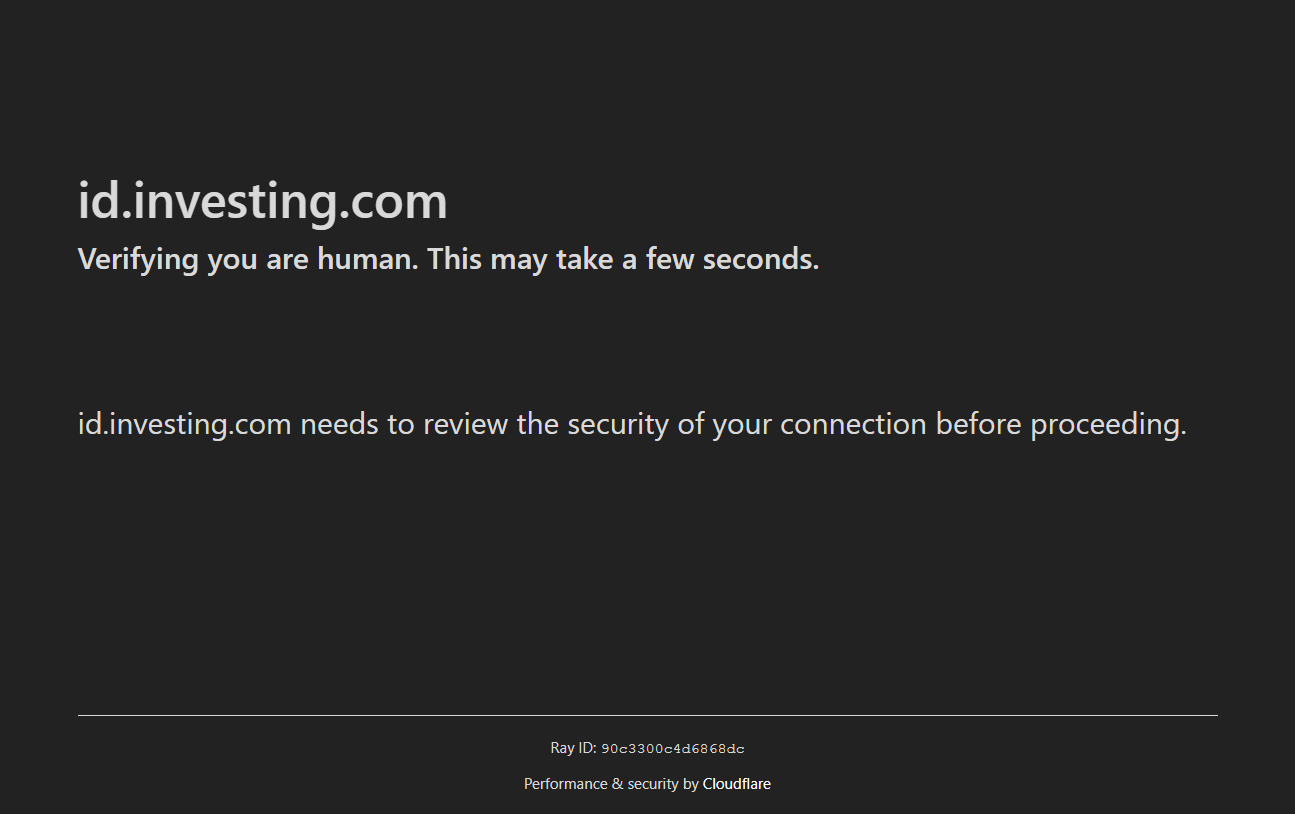 id.investing.com
Verifying you are human. This may take a few seconds.
id.investing.com needs to review the security of your connection before proceeding.
Ray ID: 90c3300c4d6868dc
Performance & security by Cloudflare